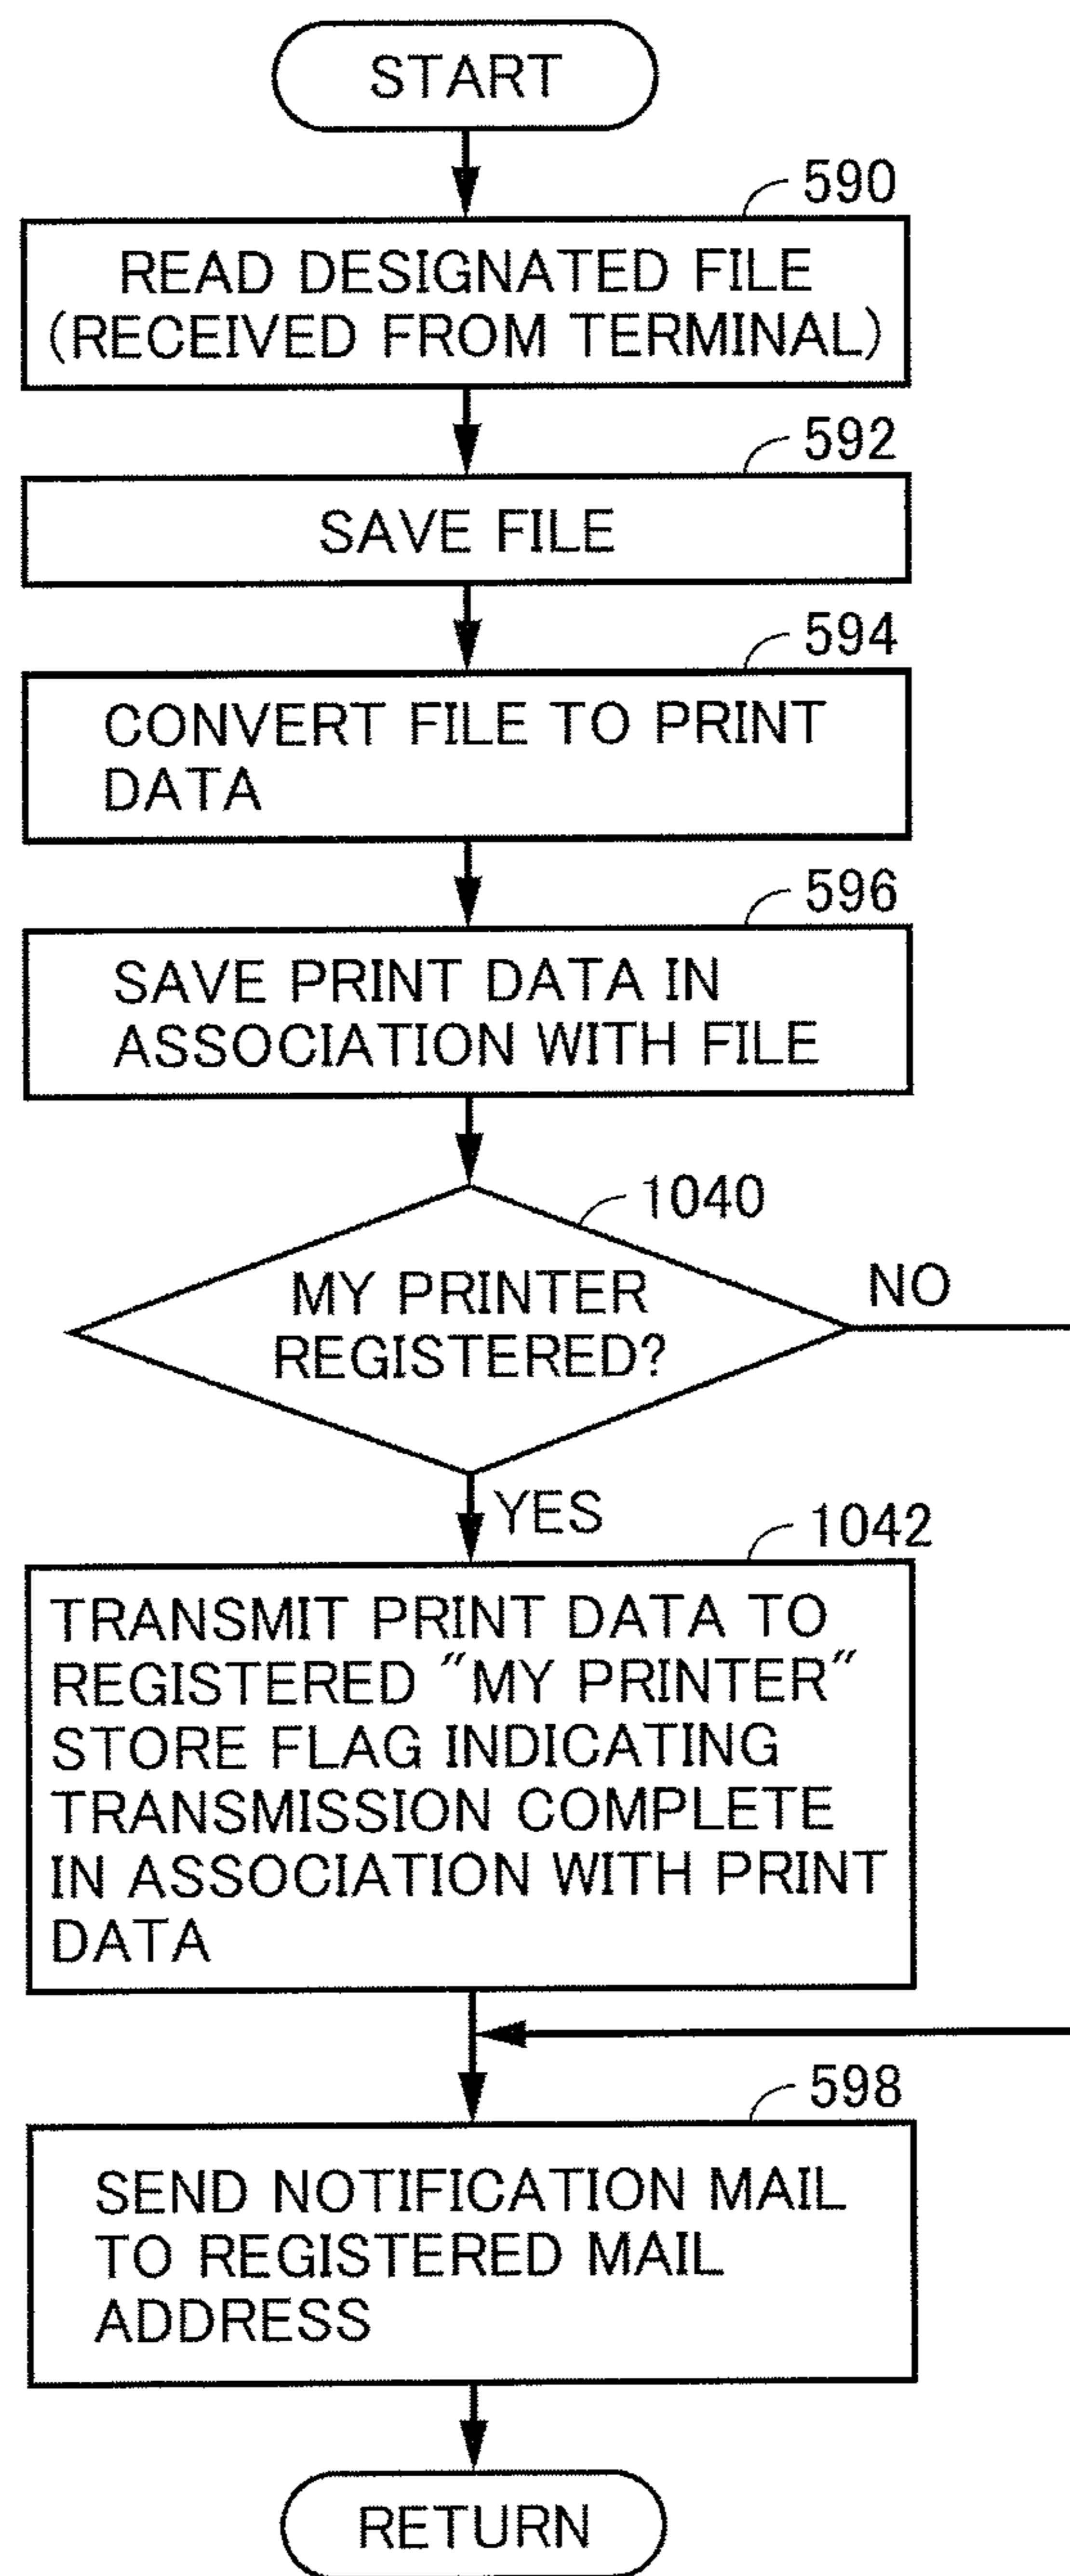 START
590
READ DESIGNATED FILE
(RECEIVED FROM TERMINAL)
592
SAVE FILE
594
CONVERT FILE TO PRINT
DATA
596
SAVE PRINT DATA IN
ASSOCIATION WITH FILE
1040
MY PRINTER
REGISTERED?
NO
YES
1042
TRANSMIT PRINT DATA TO
REGISTERED "MY PRINTER"
STORE FLAG INDICATING
TRANSMISSION COMPLETE
IN ASSOCIATION WITH PRINT
DATA
598
SEND NOTIFICATION MAIL
TO REGISTERED MAIL
ADDRESS
RETURN